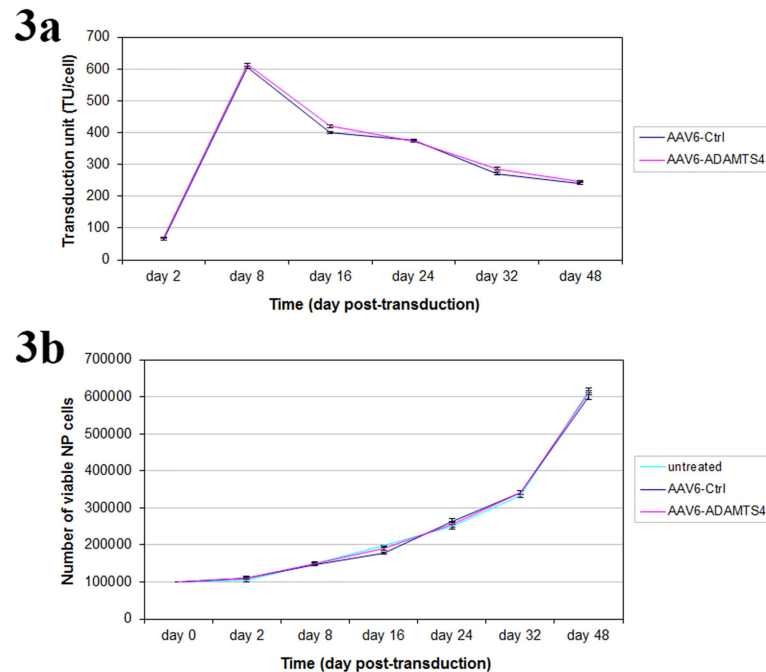 3a
Transduction unit (TU/cell)
700
600
500
400
300
200
100
0
day 2 day 8 day 16 day 24 day 32 day 48
Time (day post-transduction)
AAV6-Ctrl
AAV6-ADAMTS4
3b
Number of viable NP cells
700000
600000
500000
400000
300000
200000
100000
0
day 0 day 2 day 8 day 16 day 24 day 32 day 48
Time (day post-transduction)
untreated
AAV6-Ctrl
AAV6-ADAMTS4